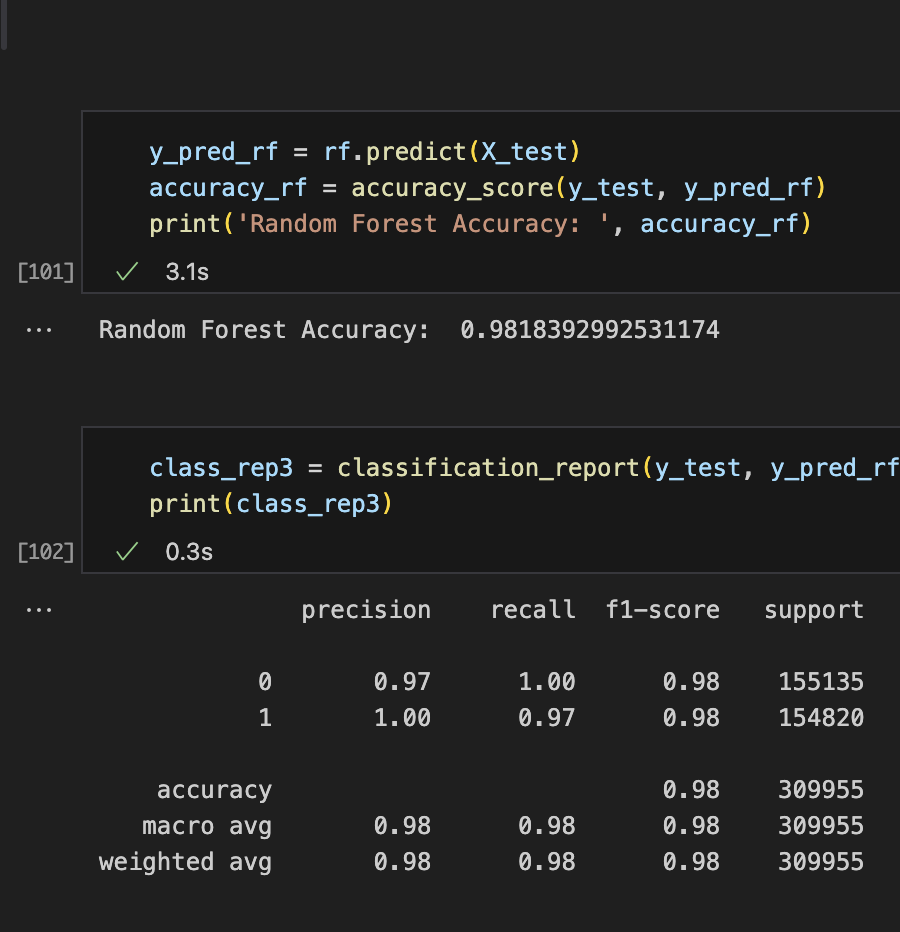 y_pred_rf = rf.predict(X_test)
accuracy_rf = accuracy_score(y_test, y_pred_rf)
print('Random Forest Accuracy: ', accuracy_rf)
[101] ✓ 3.1s
... Random Forest Accuracy:  0.9818392992531174
class_rep3 = classification_report(y_test, y_pred_rf
print(class_rep3)
[102] ✓ 0.3s
... precision recall f1-score support
0 0.97 1.00 0.98 155135
1 1.00 0.97 0.98 154820
accuracy 0.98 309955
macro avg 0.98 0.98 0.98 309955
weighted avg 0.98 0.98 0.98 309955